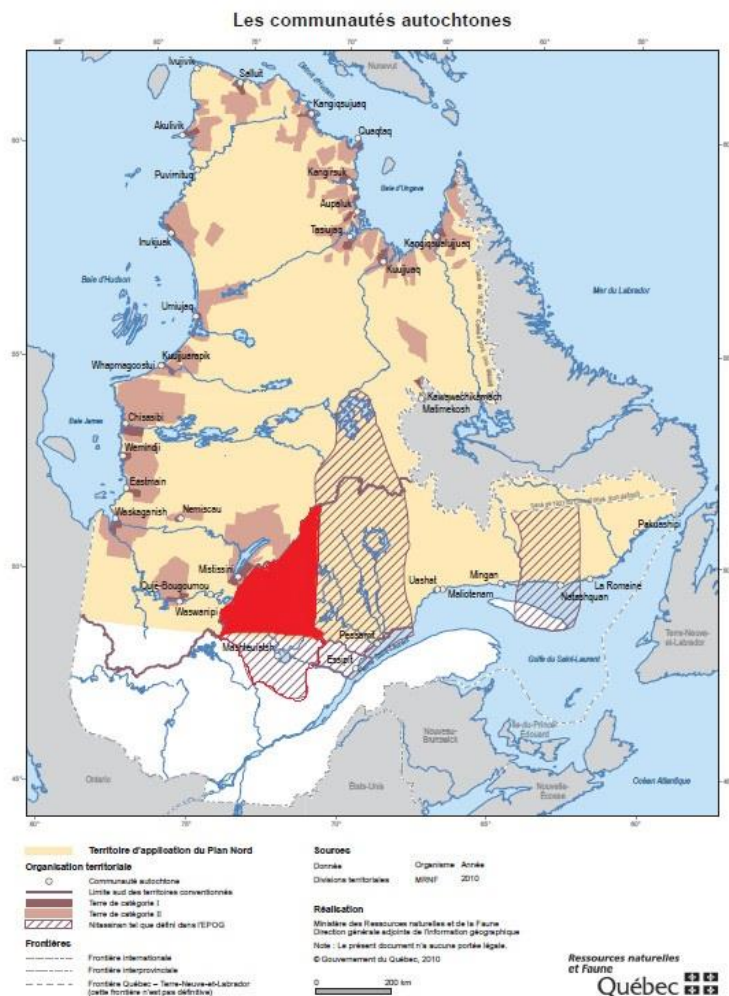 Les communautés autochtones
Ivujivik
Salluit
Détroit d'Hudson
Nunavut
Kangiqsujuaq
Akulivik
Quaqtaq
Puvirnituq
Kangirsuk
Baie d'Ungava
Aupaluk
Inukjuak
Tasiujaq
Kangiqsualujjuaq
Kuujjuaq
Baie d'Hudson
Mer du Labrador
Umiujaq
Kuujjuarapik
Whapmagoostui
Kawawachikamach
Matimekosh
Chisasibi
Baie James
Wemindji
Eastmain
Waskaganish
Nemiscau
Pakuashipi
Mistissini
Oujé-Bougoumou
Mingan
Uashat
La Romaine
Maliotenam
Natashquan
Waswanipi
Pessamit
Mashteuiatsh
Essipit
Terre-Neuve-
et-Labrador
Golfe du Saint-Laurent
Île-du-Prince
Édouard
Nouveau-
Brunswick
Ontario
États-Unis
Nouvelle-
Écosse
Océan Atlantique
Territoire d'application du Plan Nord
Organisation territoriale
Communauté autochtone
Limite sud des territoires conventionnés
Terre de catégorie I
Terre de catégorie II
Nitassinan tel que défini dans l'EPOG
Frontières
Frontière internationale
Frontière interprovinciale
Frontière Québec – Terre-Neuve-et-Labrador
(cette frontière n'est pas définitive)
Sources
Donnée Organisme Année
Divisions territoriales MRNF 2010
Réalisation
Ministère des Ressources naturelles et de la Faune
Direction générale adjointe de l'information géographique
Note : Le présent document n'a aucune portée légale.
© Gouvernement du Québec, 2010
0 200 km
Ressources naturelles
et Faune
Québec